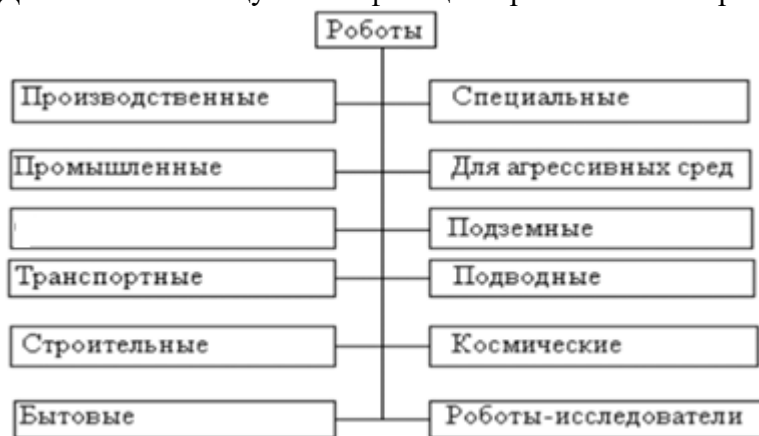 Роботы
Производственные
Специальные
Промышленные
Для агрессивных сред
Подземные
Транспортные
Подводные
Строительные
Космические
Бытовые
Роботы-исследователи